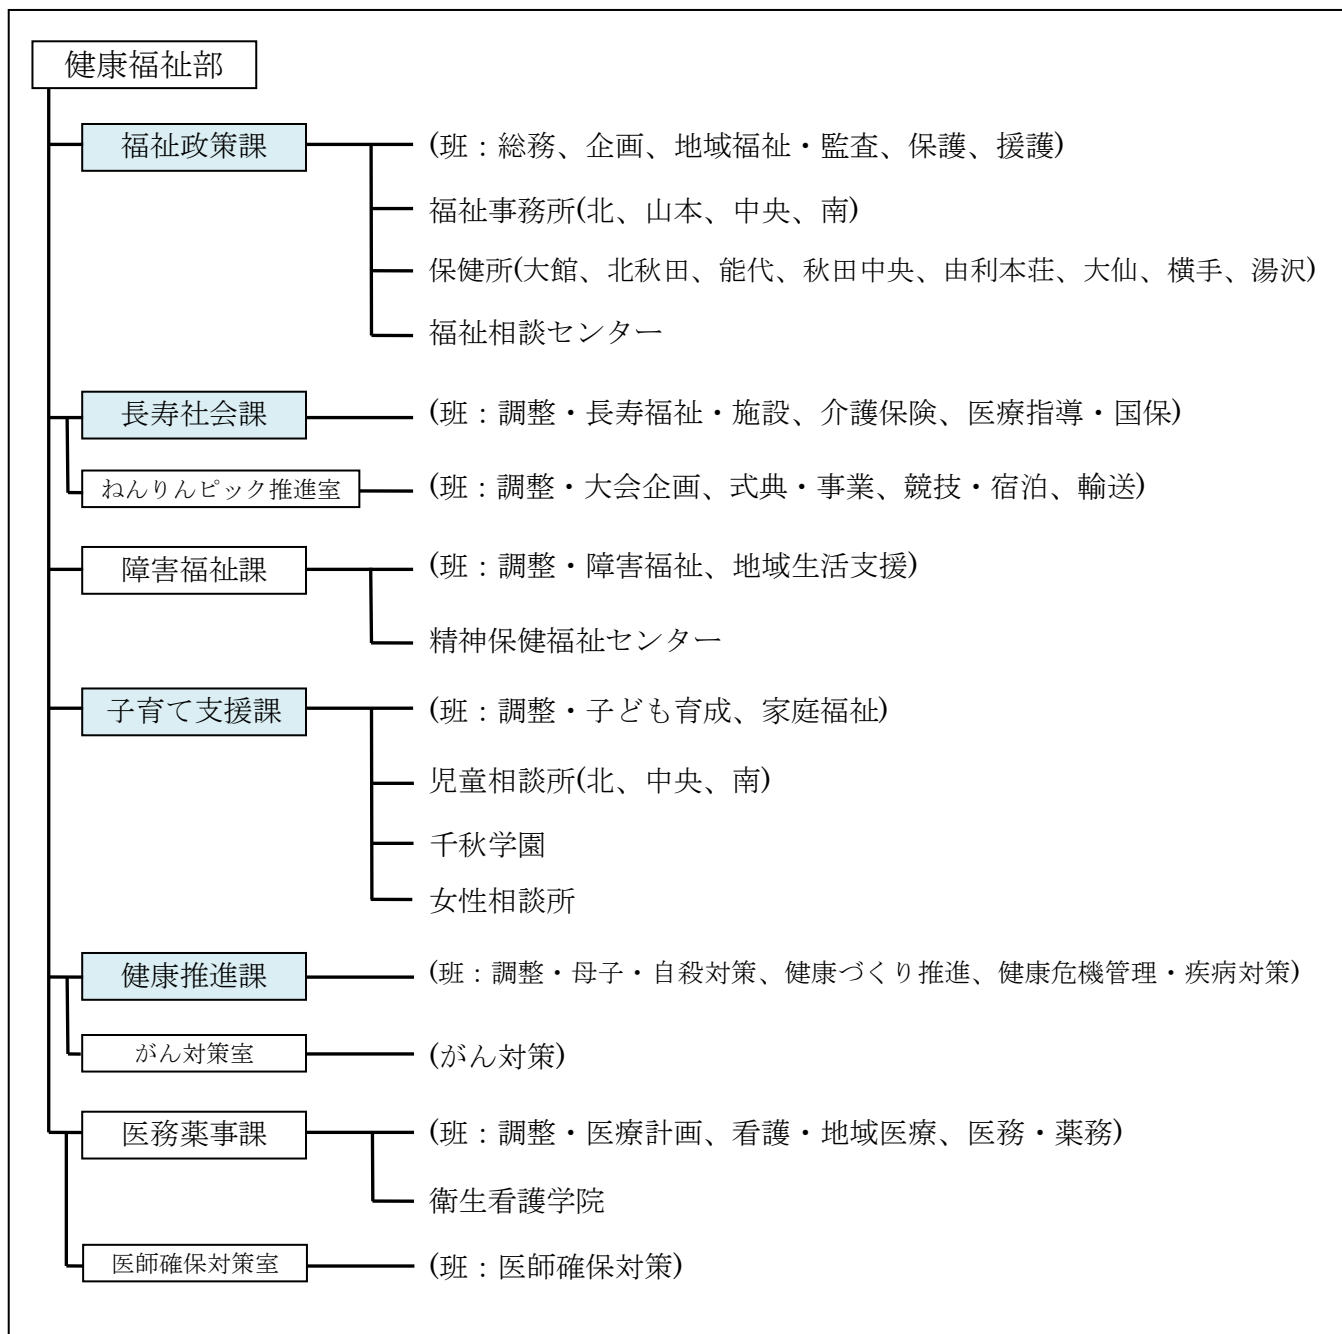 健康福祉部
福祉政策課 (班：総務、企画、地域福祉・監査、保護、援護)
福祉事務所(北、山本、中央、南)
保健所(大館、北秋田、能代、秋田中央、由利本荘、大仙、横手、湯沢)
福祉相談センター
長寿社会課 (班：調整・長寿福祉・施設、介護保険、医療指導・国保)
ねんりんピック推進室 (班：調整・大会企画、式典・事業、競技・宿泊、輸送)
障害福祉課 (班：調整・障害福祉、地域生活支援)
精神保健福祉センター
子育て支援課 (班：調整・子ども育成、家庭福祉)
児童相談所(北、中央、南)
千秋学園
女性相談所
健康推進課 (班：調整・母子・自殺対策、健康づくり推進、健康危機管理・疾病対策)
がん対策室 (がん対策)
医務薬事課 (班：調整・医療計画、看護・地域医療、医務・薬務)
衛生看護学院
医師確保対策室 (班：医師確保対策)